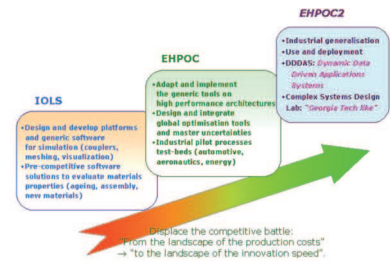 EHPOC2
•Industrial generalisation
•Use and deployment
•DDDAS: Dynamic Data
Driven Applications
Systems
•Complex Systems Design
Lab: "Georgia Tech like"
EHPOC
•Adapt and implement
the generic tools on
high performance architectures
•Design and integrate
global optimisation tools
and master uncertainties
•Industrial pilot processes
test-beds (automotive,
aeronautics, energy)
IOLS
•Design and develop platforms
and generic software
for simulation (couplers,
meshing, visualization)
•Pre-competitive software
solutions to evaluate materials
properties (ageing, assembly,
new materials)
Displace the competitive battle:
"From the landscape of the production costs"
→ "to the landscape of the innovation speed".